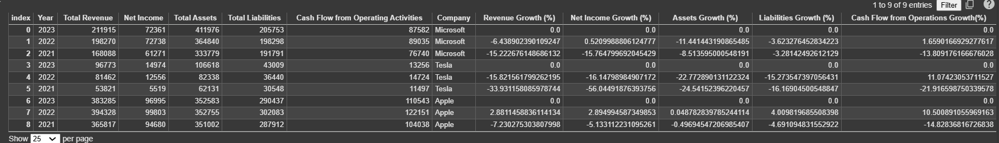 1 to 9 of 9 entries Filter ?
index Year Total Revenue Net Income Total Assets Total Liabilities Cash Flow from Operating Activities Company Revenue Growth (%) Net Income Growth (%) Assets Growth (%) Liabilities Growth (%) Cash Flow from Operations Growth(%)
0 2023 211915 72361 411976 205753 87582 Microsoft 0.0 0.0 0.0 0.0 0.0
1 2022 198270 72738 364840 198298 89035 Microsoft -6.438902390109247 0.5209988806124777 -11.441443190865485 -3.623276452834223 1.6590166929277617
2 2021 168088 61271 333779 191791 76740 Microsoft -15.222676148686132 -15.764799692045429 -8.513595000548191 -3.28142492612129 -13.809176166676028
3 2023 96773 14974 106618 43009 13256 Tesla 0.0 0.0 0.0 0.0 0.0
4 2022 81462 12556 82338 36440 14724 Tesla -15.821561799262195 -16.14798984907172 -22.772890131122324 -15.273547397056431 11.07423053711527
5 2021 53821 5519 62131 30548 11497 Tesla -33.931158085978744 -56.04491876393756 -24.54152396220457 -16.16904500548847 -21.916598750339578
6 2023 383285 96995 352583 290437 110543 Apple 0.0 0.0 0.0 0.0 0.0
7 2022 394328 99803 352755 302083 122151 Apple 2.8811458836114134 2.894994587349853 0.048782839785244114 4.009819685508398 10.500891055969163
8 2021 365817 94680 351002 287912 104038 Apple -7.230275303807998 -5.133112231095261 -0.49694547206985407 -4.691094831552922 -14.82836816726838
Show 25 per page